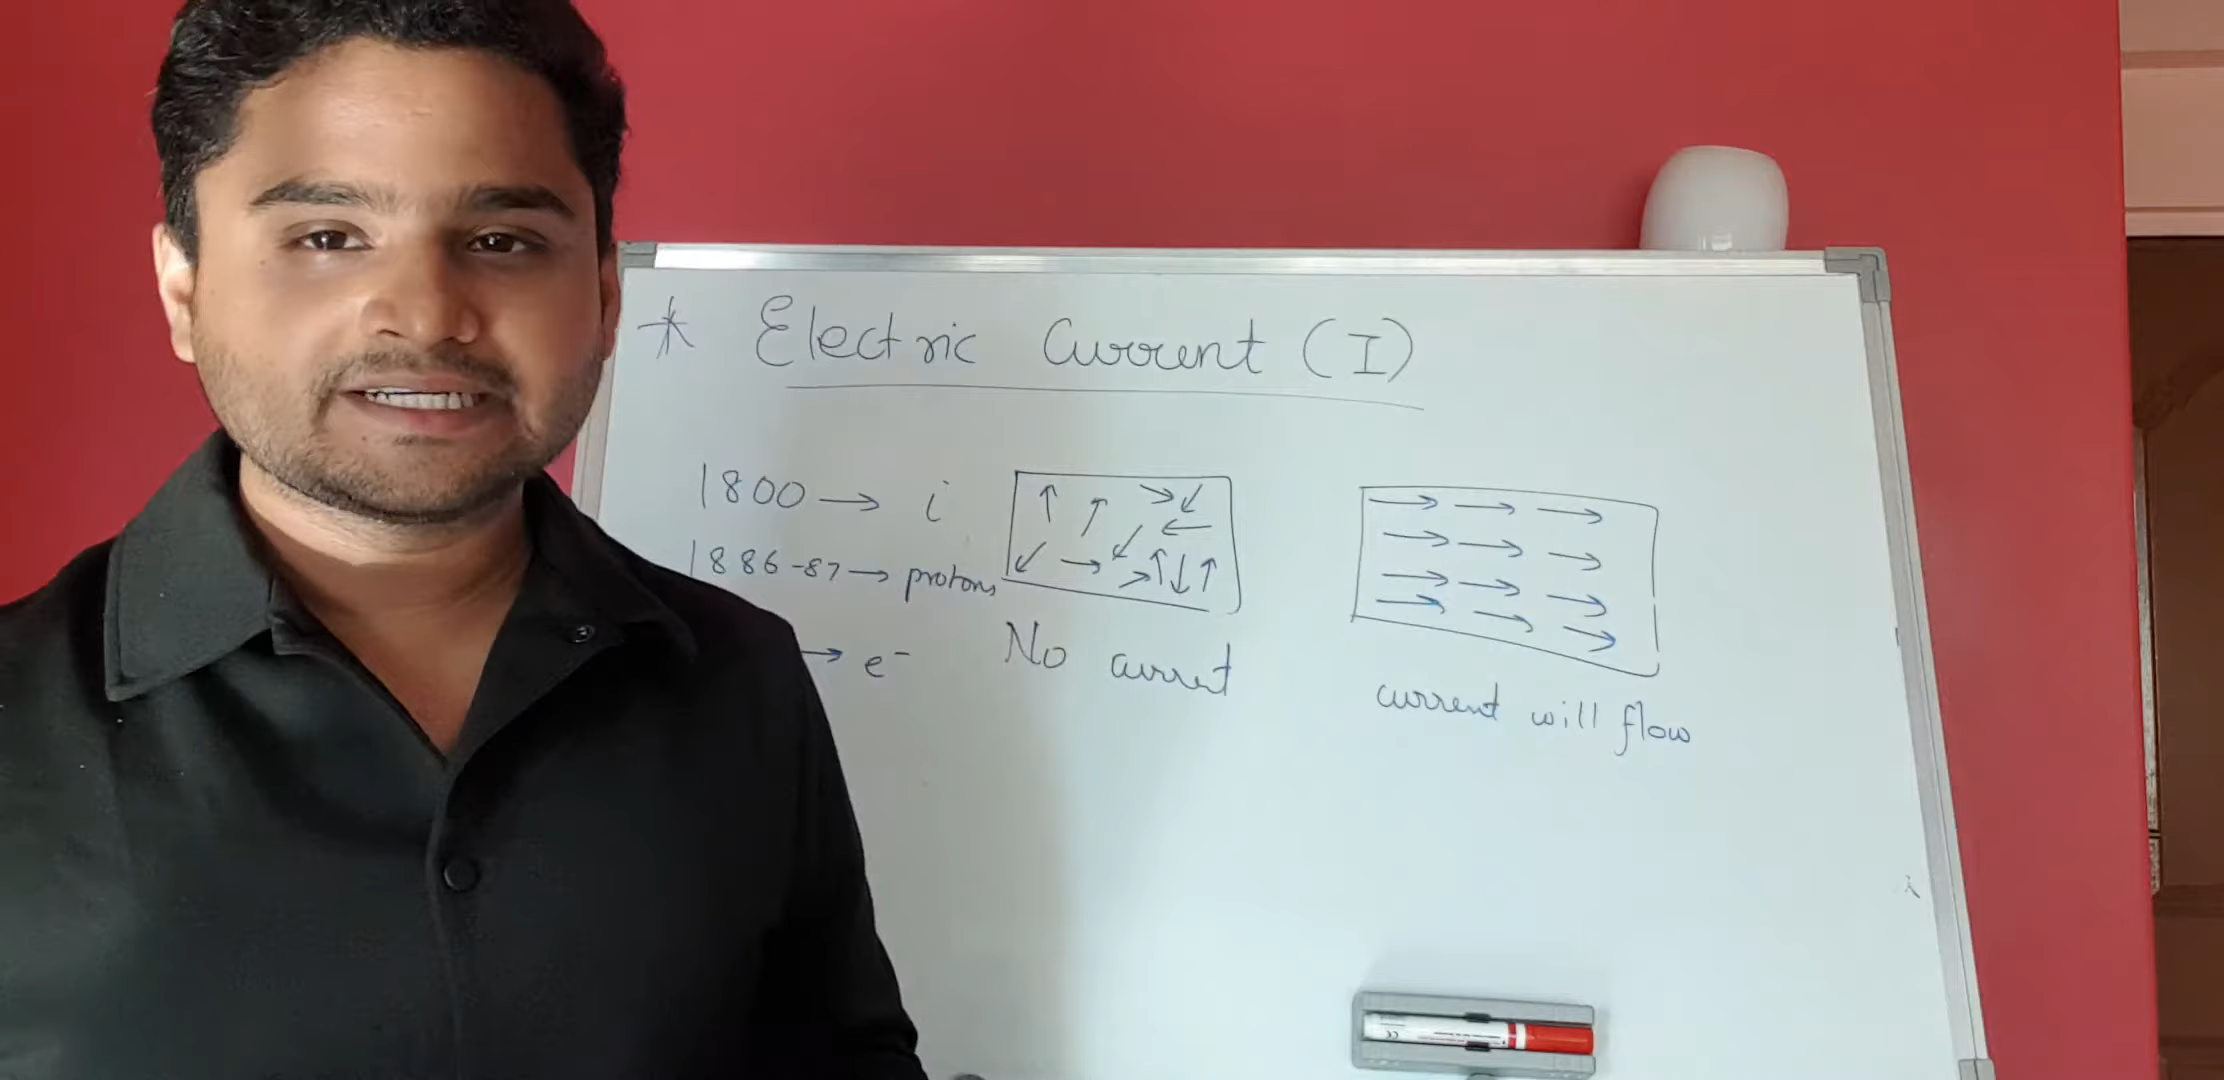 * Electric Current (I)
1800 → i
1886-87 → protons
→ e⁻
No current
current will flow
i